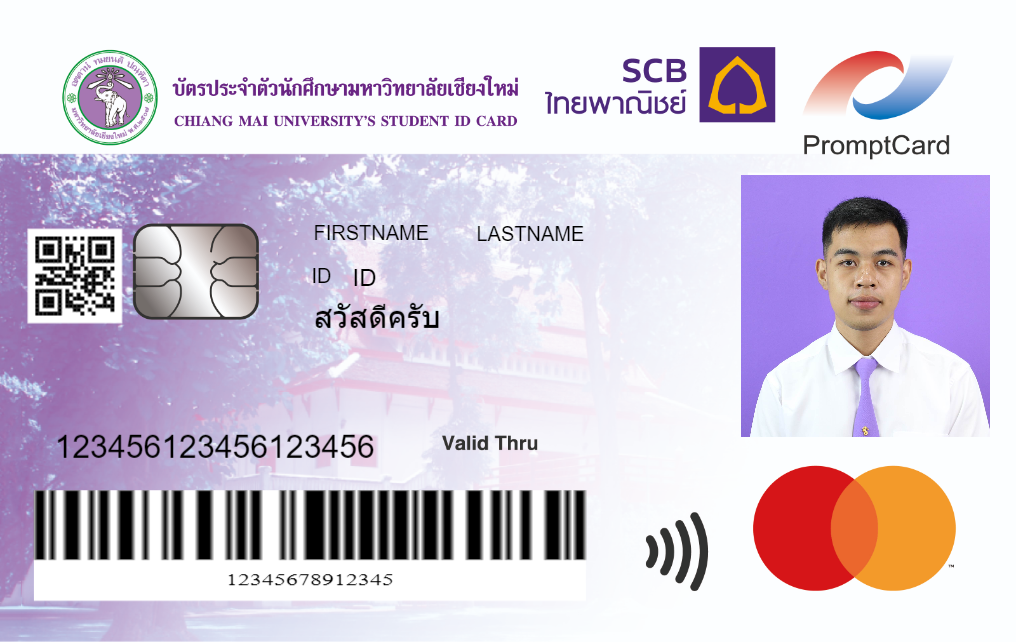 บัตรประจำตัวนักศึกษามหาวิทยาลัยเชียงใหม่
CHIANG MAI UNIVERSITY'S STUDENT ID CARD
SCB
ไทยพาณิชย์
PromptCard
FIRSTNAME LASTNAME
ID ID
สวัสดีครับ
123456123456123456
Valid Thru
12345678912345
™